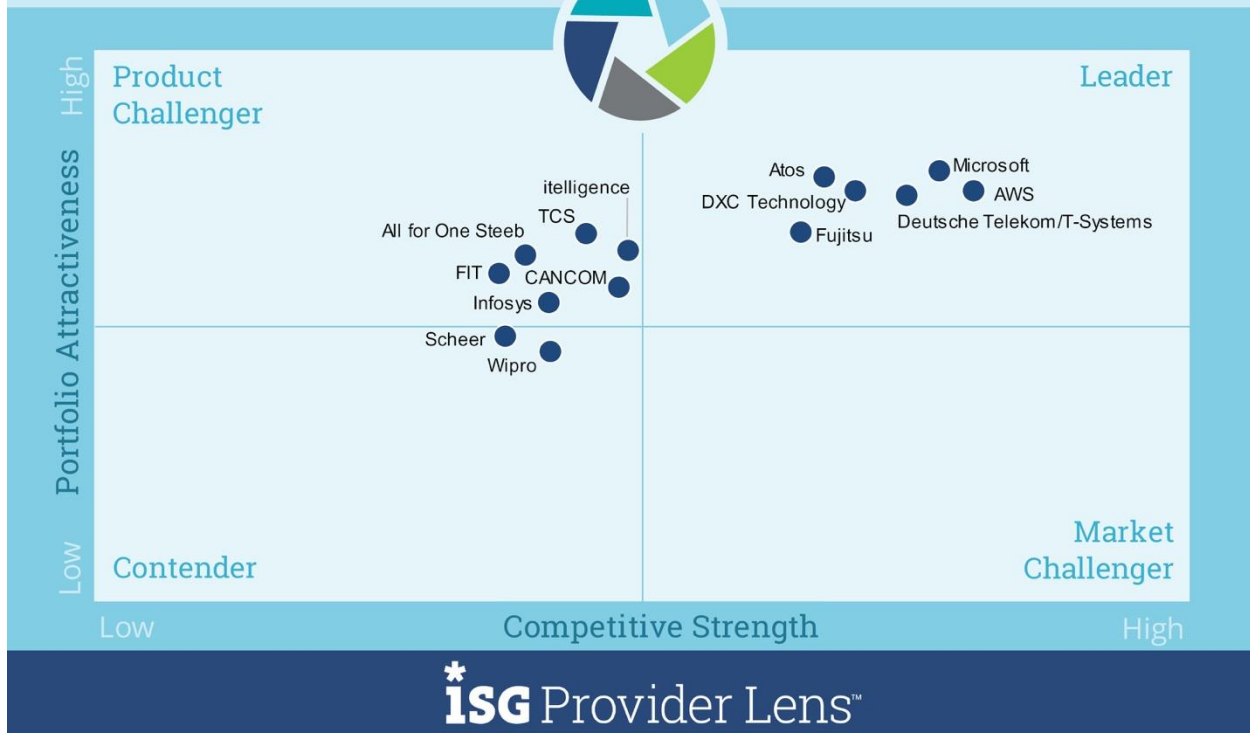 High
Product
Challenger
Leader
Portfolio Attractiveness
Atos
Microsoft
itelligence
DXC Technology
AWS
TCS
Deutsche Telekom/T-Systems
All for One Steeb
Fujitsu
FIT
CANCOM
Infosys
Scheer
Wipro
Low
Contender
Market
Challenger
Low
Competitive Strength
High
*ISG Provider Lens™